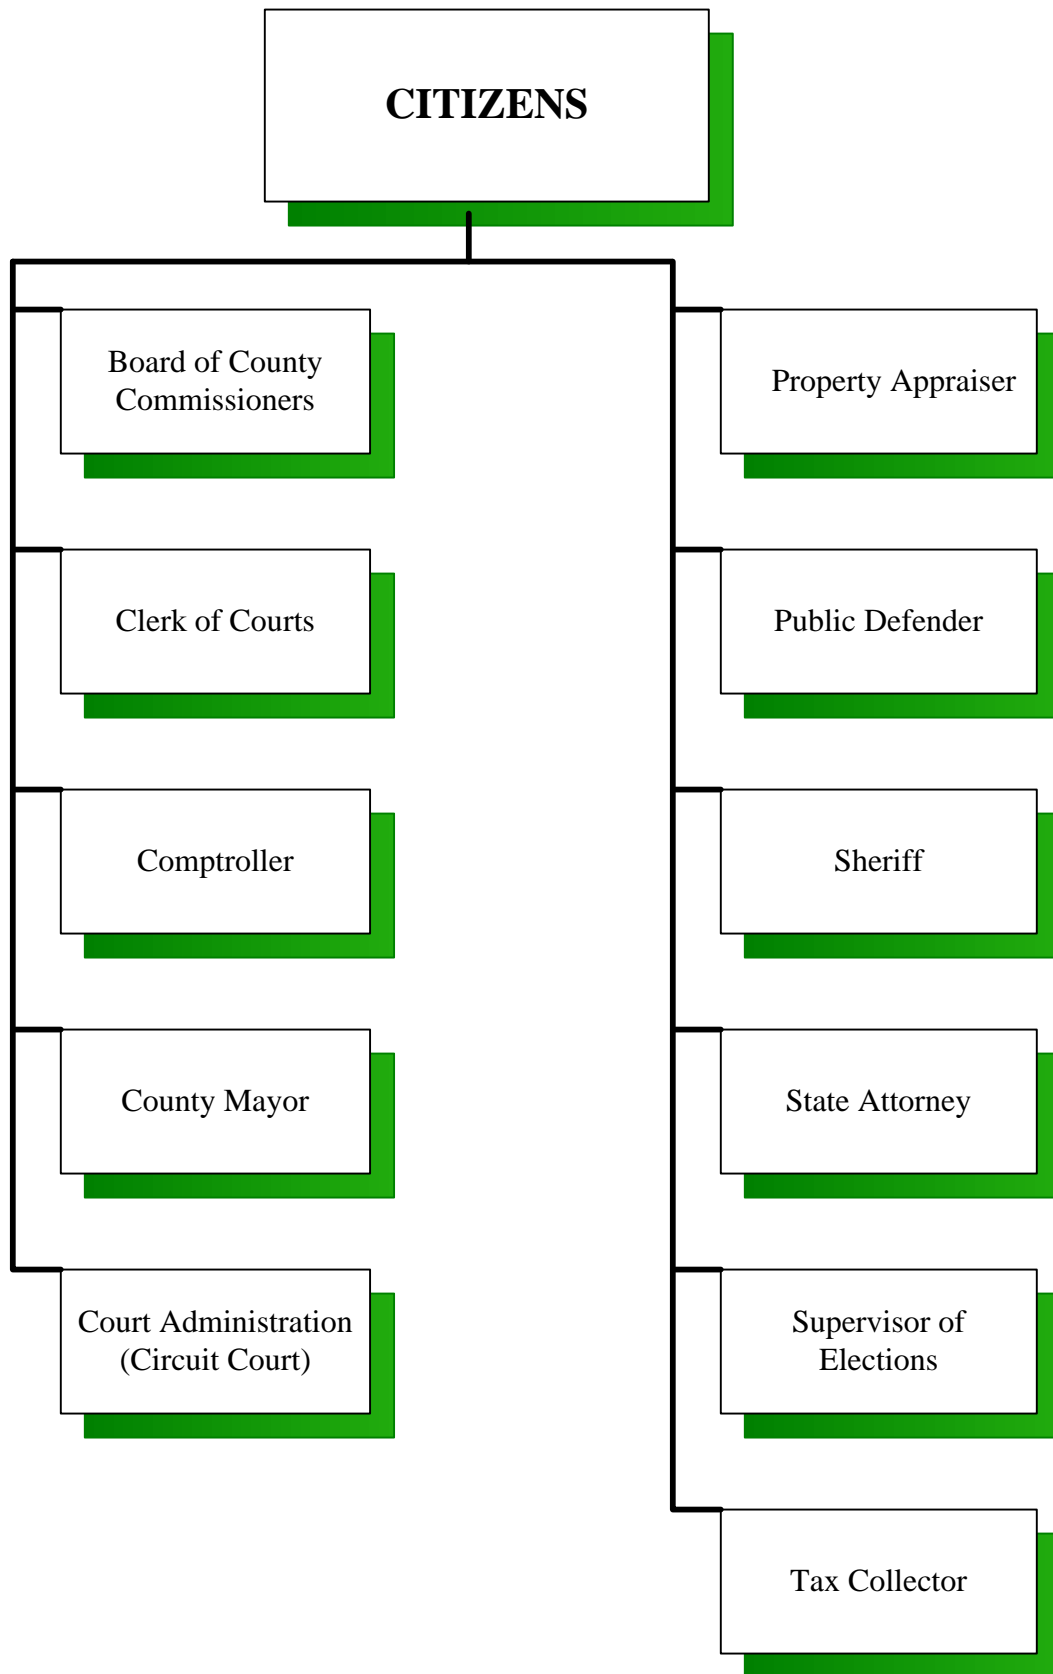 CITIZENS
Board of County
Commissioners
Clerk of Courts
Comptroller
County Mayor
Court Administration
(Circuit Court)
Property Appraiser
Public Defender
Sheriff
State Attorney
Supervisor of
Elections
Tax Collector